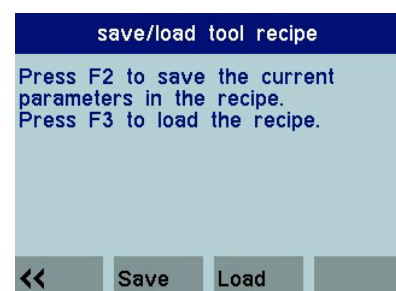 save/load tool recipe
Press F2 to save the current
parameters in the recipe.
Press F3 to load the recipe.
<< Save Load